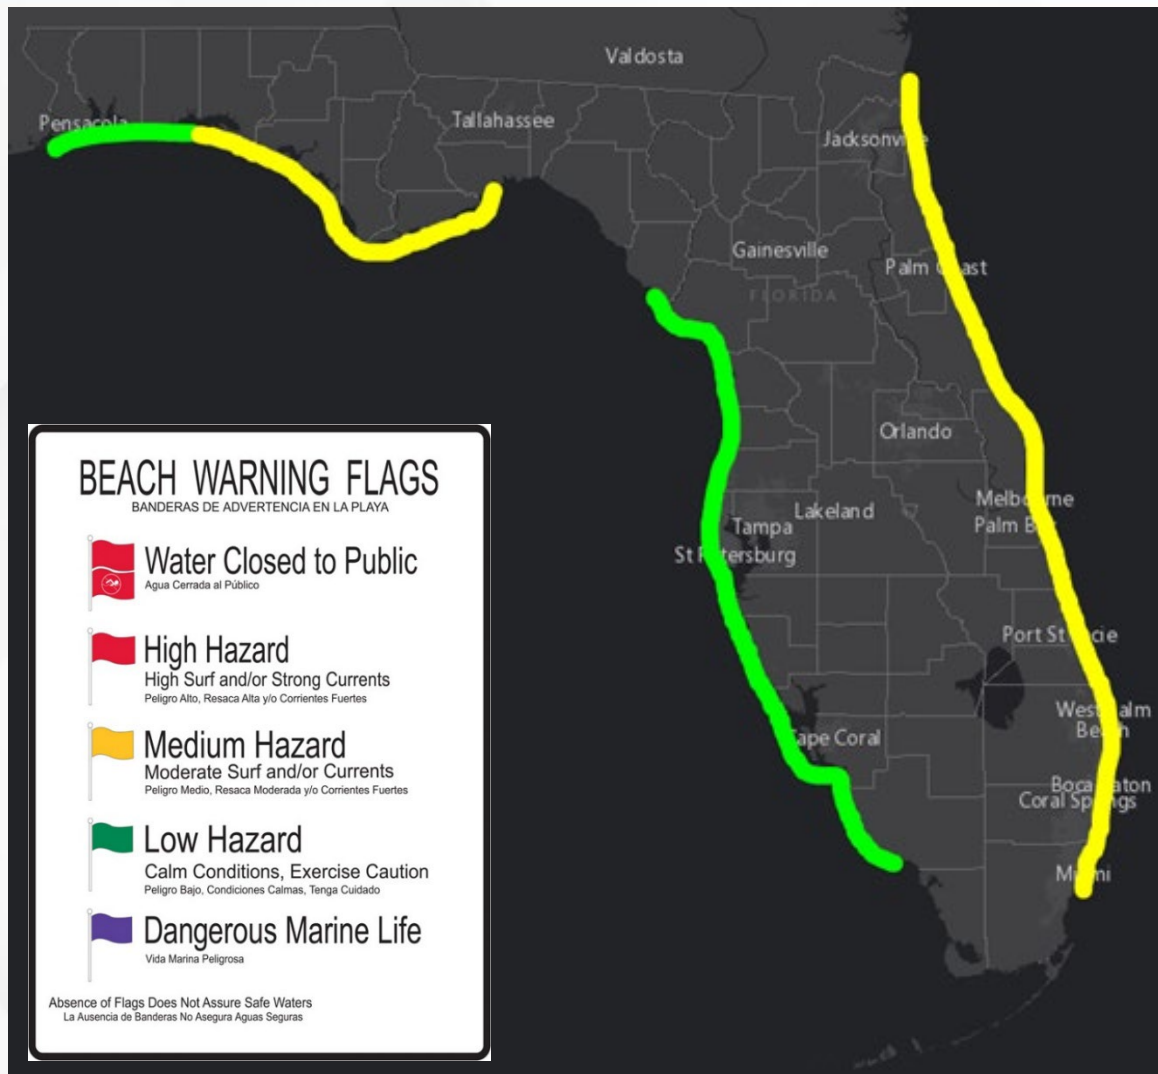 Valdosta
Pensacola
Tallahassee
Jacksonville
Gainesville
Palm Coast
FLORIDA
Orlando
Melbourne
Palm Bay
Lakeland
Tampa
St Petersburg
Port St Lucie
West Palm
Beach
Cape Coral
Boca Raton
Coral Springs
Miami
BEACH WARNING FLAGS
BANDERAS DE ADVERTENCIA EN LA PLAYA
Water Closed to Public
Agua Cerrada al Público
High Hazard
High Surf and/or Strong Currents
Peligro Alto, Resaca Alta y/o Corrientes Fuertes
Medium Hazard
Moderate Surf and/or Currents
Peligro Medio, Resaca Moderada y/o Corrientes Fuertes
Low Hazard
Calm Conditions, Exercise Caution
Peligro Bajo, Condiciones Calmas, Tenga Cuidado
Dangerous Marine Life
Vida Marina Peligrosa
Absence of Flags Does Not Assure Safe Waters
La Ausencia de Banderas No Asegura Aguas Seguras